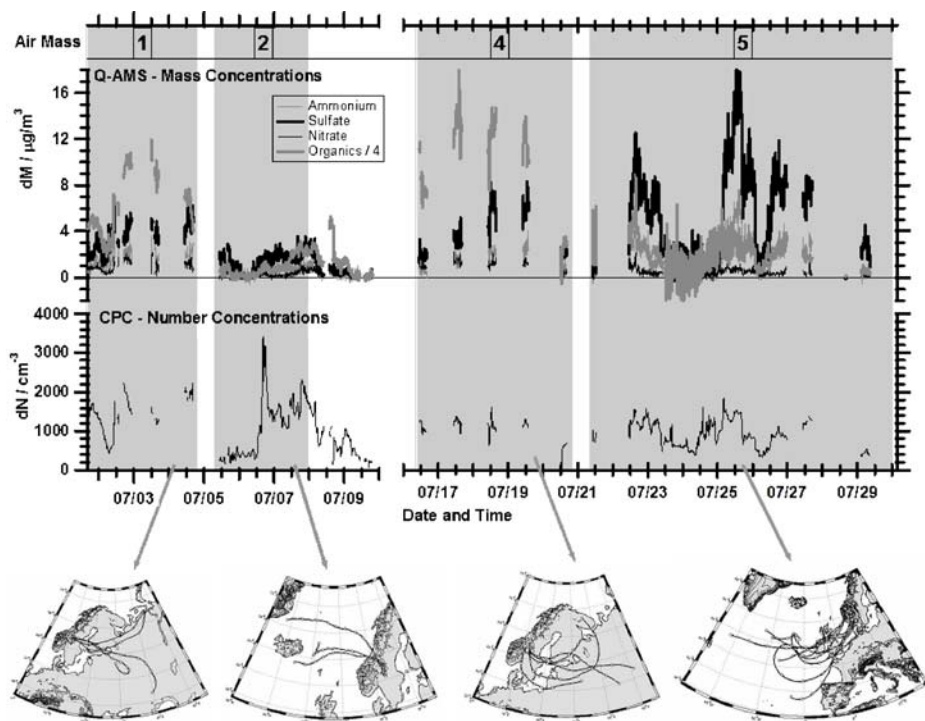 Air Mass 1 2 4 5
Q-AMS - Mass Concentrations
Ammonium
Sulfate
Nitrate
Organics / 4
dM / µg/m³
16
12
8
4
0
CPC - Number Concentrations
dN / cm⁻³
4000
3000
2000
1000
0
07/03 07/05 07/07 07/09 07/17 07/19 07/21 07/23 07/25 07/27 07/29
Date and Time